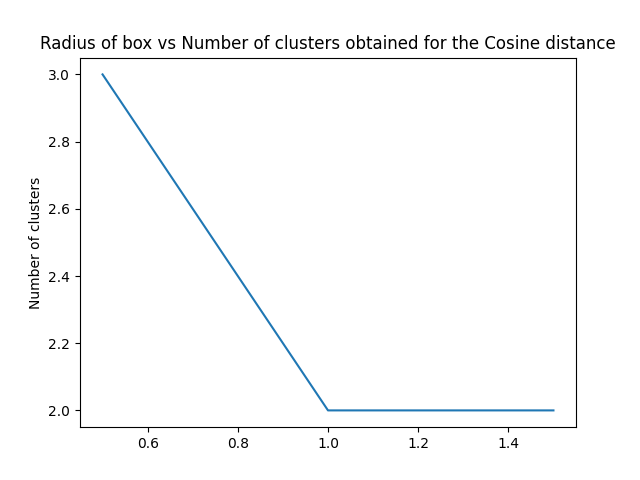 Radius of box vs Number of clusters obtained for the Cosine distance
3.0
2.8
2.6
2.4
2.2
2.0
Number of clusters
0.6 0.8 1.0 1.2 1.4